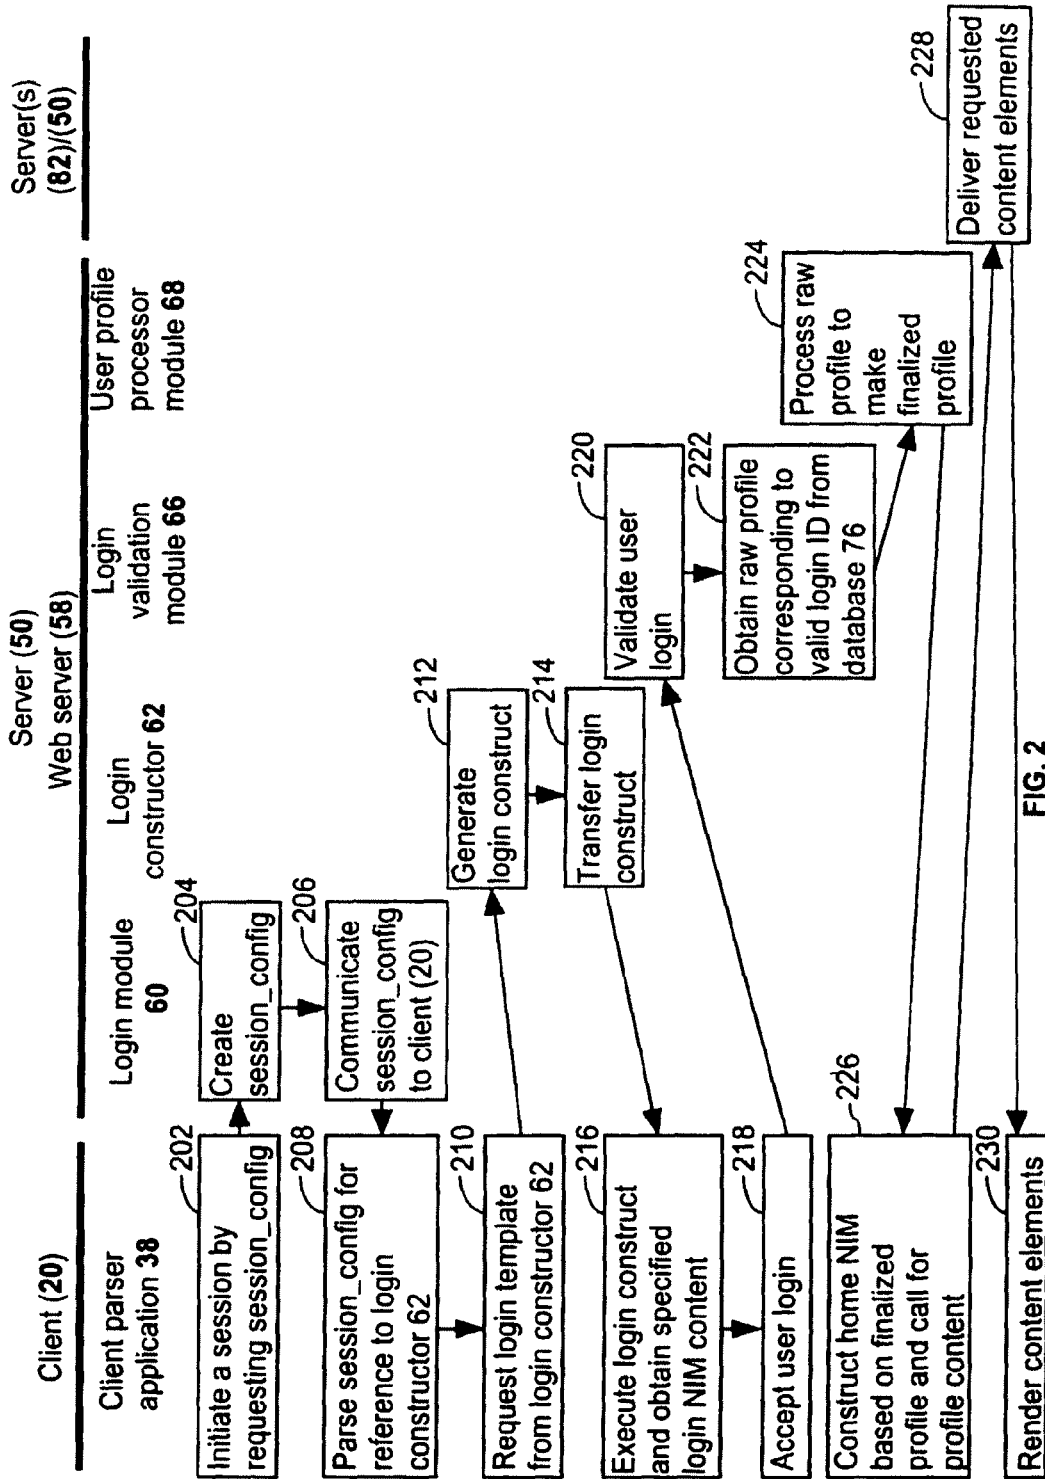 Client (20)
Server (50)
Web server (58)
Server(s)
(82)/(50)
Client parser
application 38
Login module
60
Login
constructor 62
Login
validation
module 66
User profile
processor
module 68
202
Initiate a session by
requesting session_config
204
Create
session_config
206
Communicate
session_config
to client (20)
208
Parse session_config for
reference to login
constructor 62
210
Request login template
from login constructor 62
212
Generate
login construct
214
Transfer login
construct
216
Execute login construct
and obtain specified
login NIM content
218
Accept user login
220
Validate user
login
222
Obtain raw profile
corresponding to
valid login ID from
database 76
224
Process raw
profile to
make
finalized
profile
226
Construct home NIM
based on finalized
profile and call for
profile content
228
Deliver requested
content elements
230
Render content elements
FIG. 2